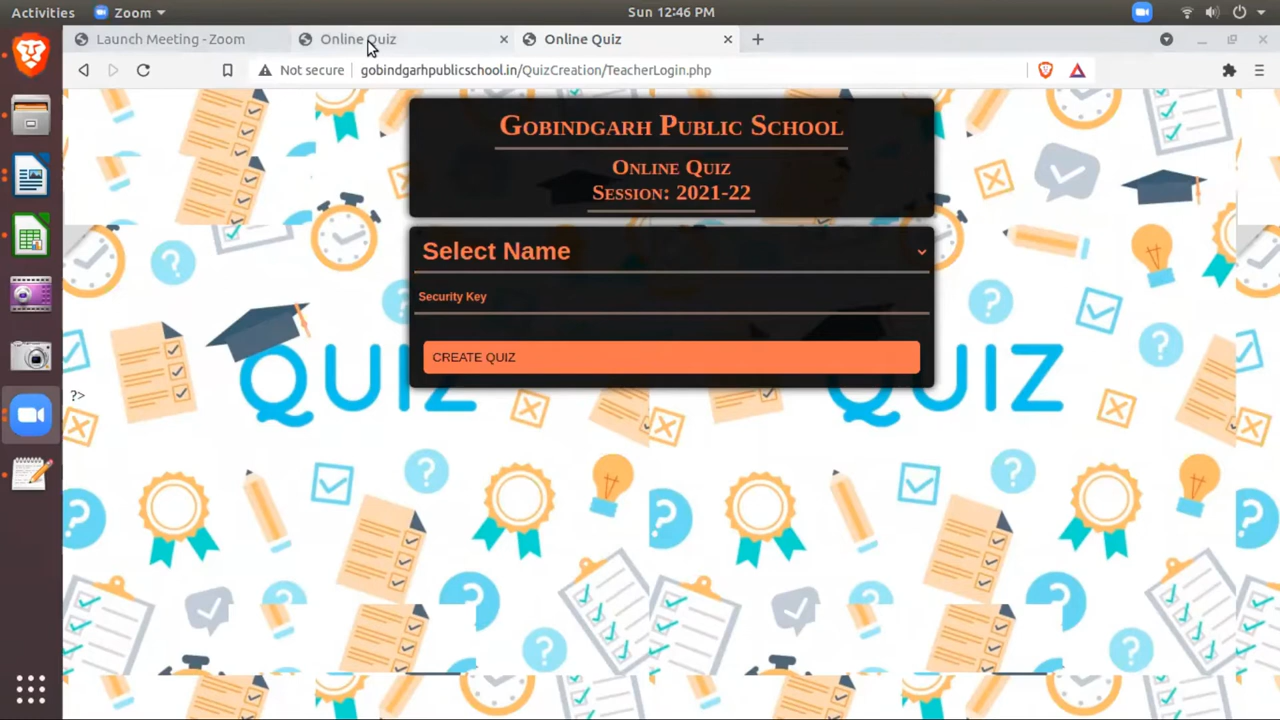 Activities Zoom Sun 12:46 PM
Launch Meeting - Zoom Online Quiz Online Quiz
Not secure gobindgarhpublicschool.in/QuizCreation/TeacherLogin.php
Gobindgarh Public School
Online Quiz
Session: 2021-22
Select Name
Security Key
CREATE QUIZ
?>
QUIZ QUIZ